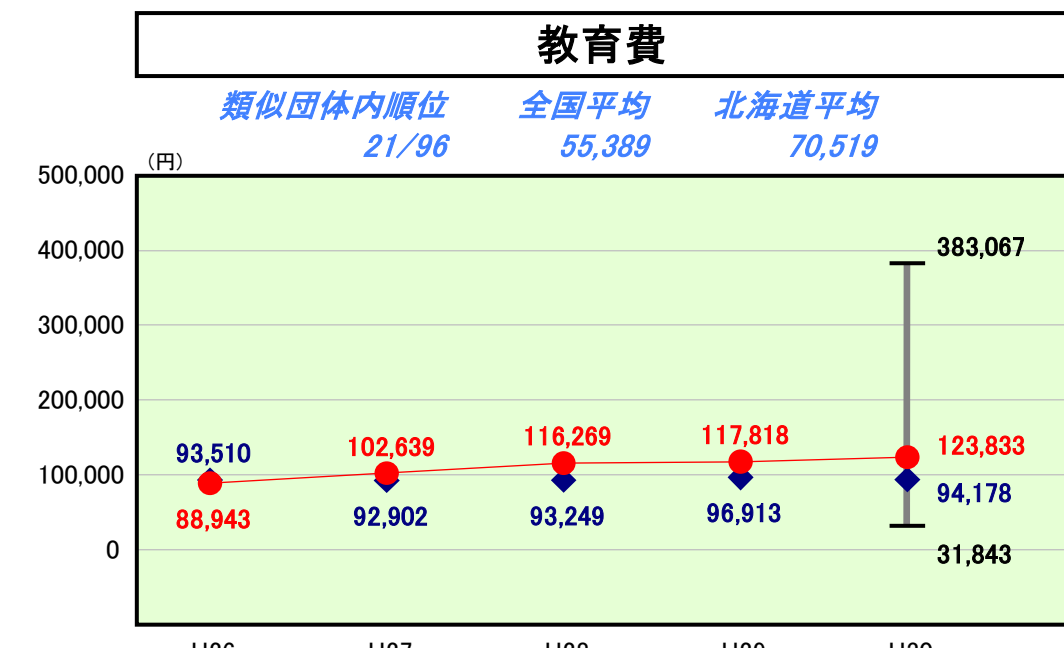 教育費
類似団体内順位 全国平均 北海道平均
21/96 55,389 70,519
（円）
500,000
400,000
300,000
200,000
100,000
0
383,067
93,510 102,639 116,269 117,818 123,833
88,943 92,902 93,249 96,913 94,178
31,843